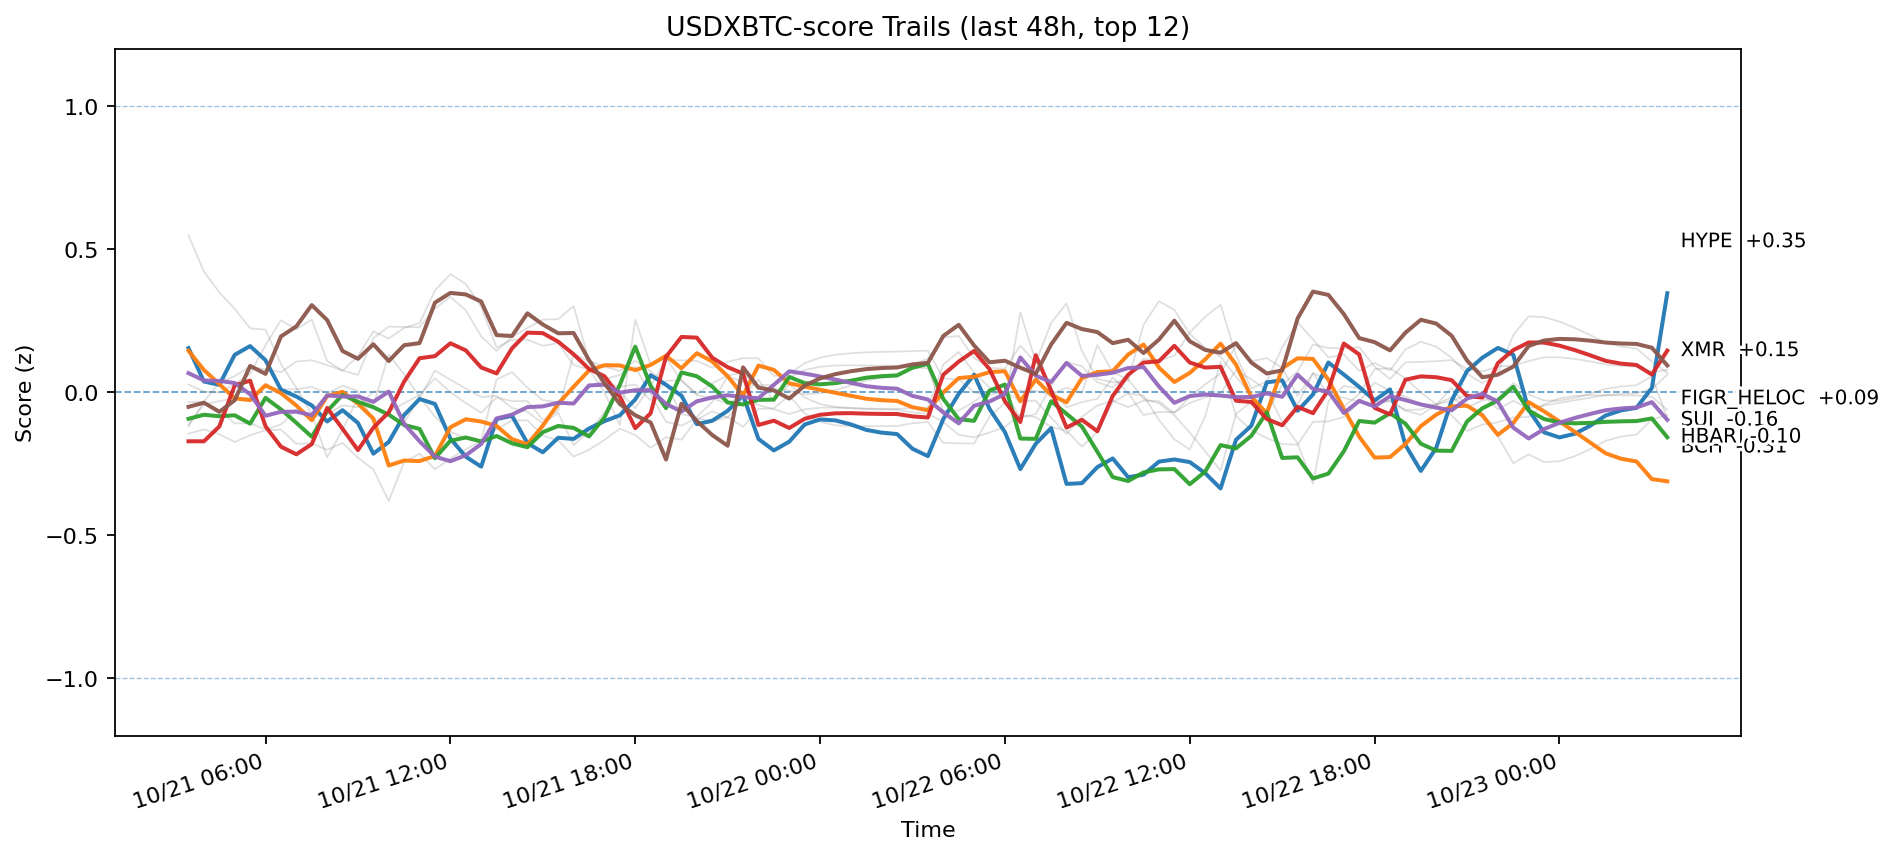 USDXBTC-score Trails (last 48h, top 12)
Score (z)
1.0
0.5
0.0
−0.5
−1.0
HYPE +0.35
XMR +0.15
FIGR_HELOC +0.09
SUI -0.16
HBAR -0.10
BCH -0.31
10/21 06:00
10/21 12:00
10/21 18:00
10/22 00:00
10/22 06:00
10/22 12:00
10/22 18:00
10/23 00:00
Time